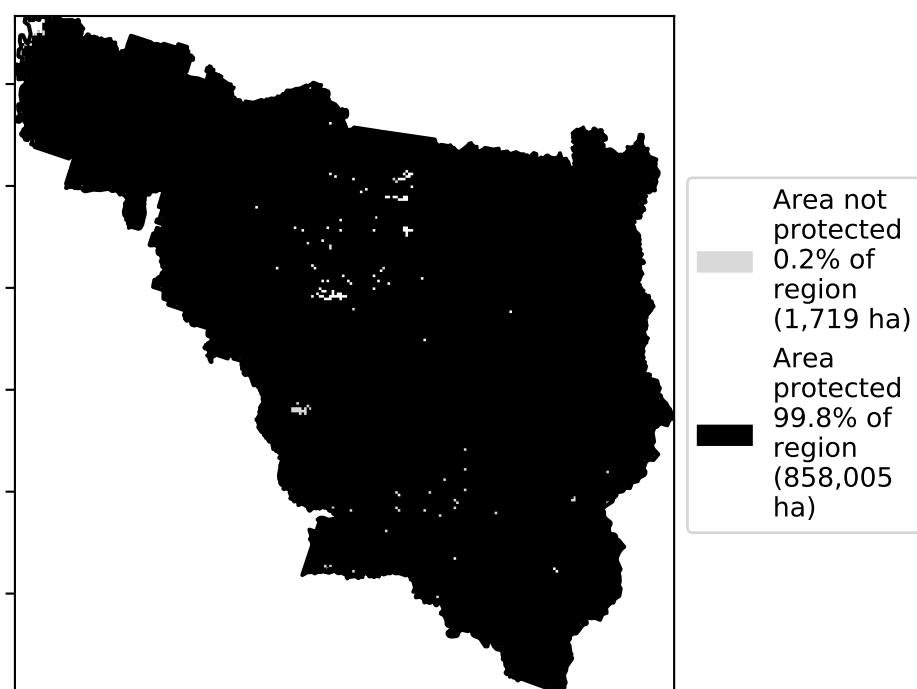 Area not
protected
0.2% of
region
(1,719 ha)
Area
protected
99.8% of
region
(858,005
ha)